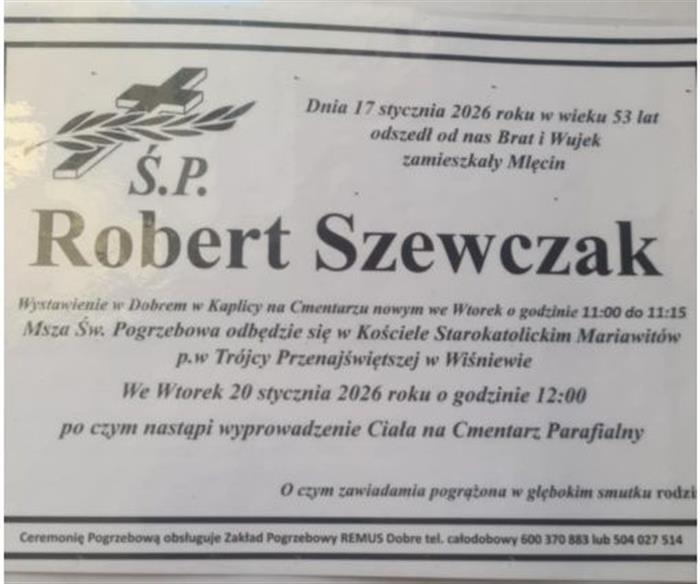 Dnia 17 stycznia 2026 roku w wieku 53 lat
odszedł od nas Brat i Wujek
zamieszkały Mlęcin
Ś.P.
Robert Szewczak
Wystawienie w Dobrem w Kaplicy na Cmentarzu nowym we Wtorek o godzinie 11:00 do 11:15
Msza Św. Pogrzebowa odbędzie się w Kościele Starokatolickim Mariawitów
p.w Trójcy Przenajświętszej w Wiśniewie
We Wtorek 20 stycznia 2026 roku o godzinie 12:00
po czym nastąpi wyprowadzenie Ciała na Cmentarz Parafialny
O czym zawiadamia pogrążona w głębokim smutku rodzi
Ceremonię Pogrzebową obsługuje Zakład Pogrzebowy REMUS Dobre tel. całodobowy 600 370 883 lub 504 027 514